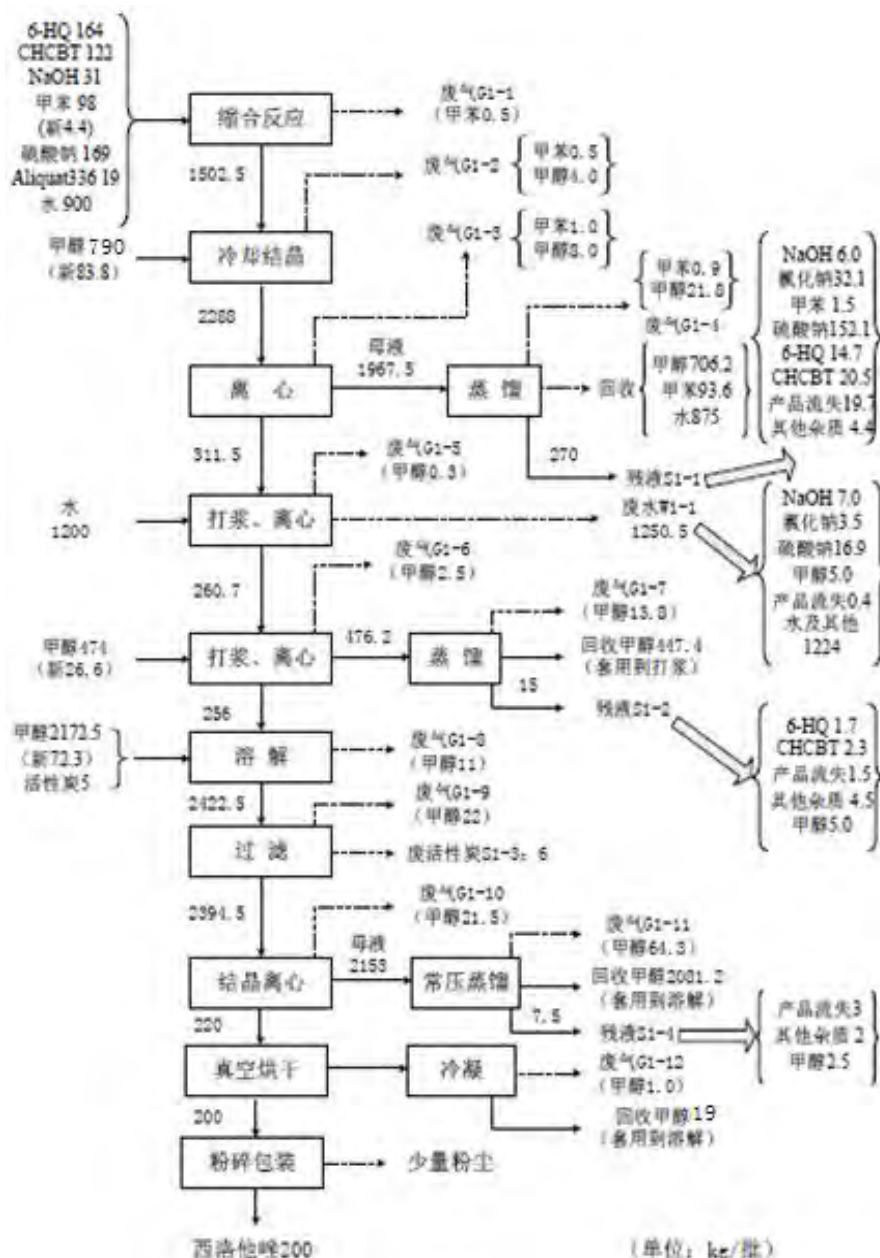 6-HQ 164
CHCBT 122
NaOH 31
甲苯 98
(新4.4)
硫酸钠 169
Aliquat336 19
水 900
缩合反应
废气G1-1
(甲苯0.5)
1502.5
废气G1-2
甲苯0.5
甲醇4.0
甲醇790
(新83.8)
冷却结晶
废气G1-3
甲苯1.0
甲醇8.0
2288
甲苯0.9
甲醇21.8
废气G1-4
离 心
母液
1967.5
蒸 馏
回收
甲醇706.2
甲苯93.6
水875
NaOH 6.0
氯化钠32.1
甲苯 1.5
硫酸钠152.1
6-HQ 14.7
CHCBT 20.5
产品流失19.7
其他杂质 4.4
270
残液S1-1
311.5
废气G1-5
(甲醇0.3)
水
1200
打浆、离心
废水W1-1
1250.5
NaOH 7.0
氯化钠3.5
硫酸钠16.9
甲醇5.0
产品流失0.4
水及其他
1224
260.7
废气G1-6
(甲醇2.5)
甲醇474
(新26.6)
打浆、离心
476.2
蒸 馏
废气G1-7
(甲醇13.8)
回收甲醇447.4
(套用到打浆)
15
残液S1-2
6-HQ 1.7
CHCBT 2.3
产品流失1.5
其他杂质 4.5
甲醇5.0
256
甲醇2172.5
(新72.3)
活性炭5
溶 解
废气G1-8
(甲醇11)
2422.5
废气G1-9
(甲醇22)
过 滤
废活性炭S1-3: 6
2394.5
废气G1-10
(甲醇21.5)
结晶离心
母液
2153
常压蒸馏
废气G1-11
(甲醇64.3)
回收甲醇2081.2
(套用到溶解)
7.5
残液S1-4
产品流失3
其他杂质 2
甲醇2.5
220
真空烘干
冷凝
废气G1-12
(甲醇1.0)
回收甲醇19
(套用到溶解)
200
粉碎包装
少量粉尘
西洛他唑200
(单位: kg/批)